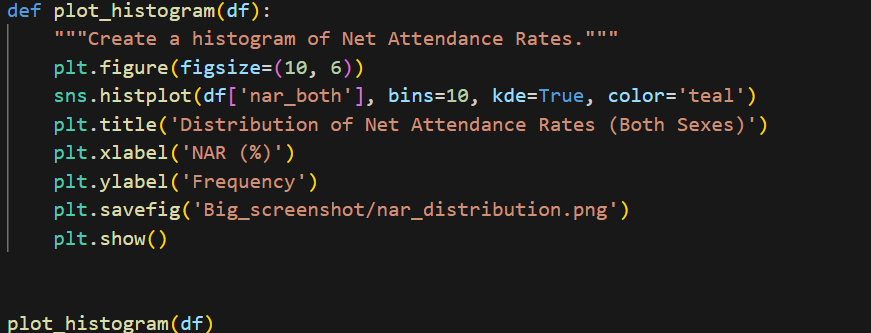 def plot_histogram(df):
    """Create a histogram of Net Attendance Rates."""
    plt.figure(figsize=(10, 6))
    sns.histplot(df['nar_both'], bins=10, kde=True, color='teal')
    plt.title('Distribution of Net Attendance Rates (Both Sexes)')
    plt.xlabel('NAR (%)')
    plt.ylabel('Frequency')
    plt.savefig('Big_screenshot/nar_distribution.png')
    plt.show()
plot_histogram(df)